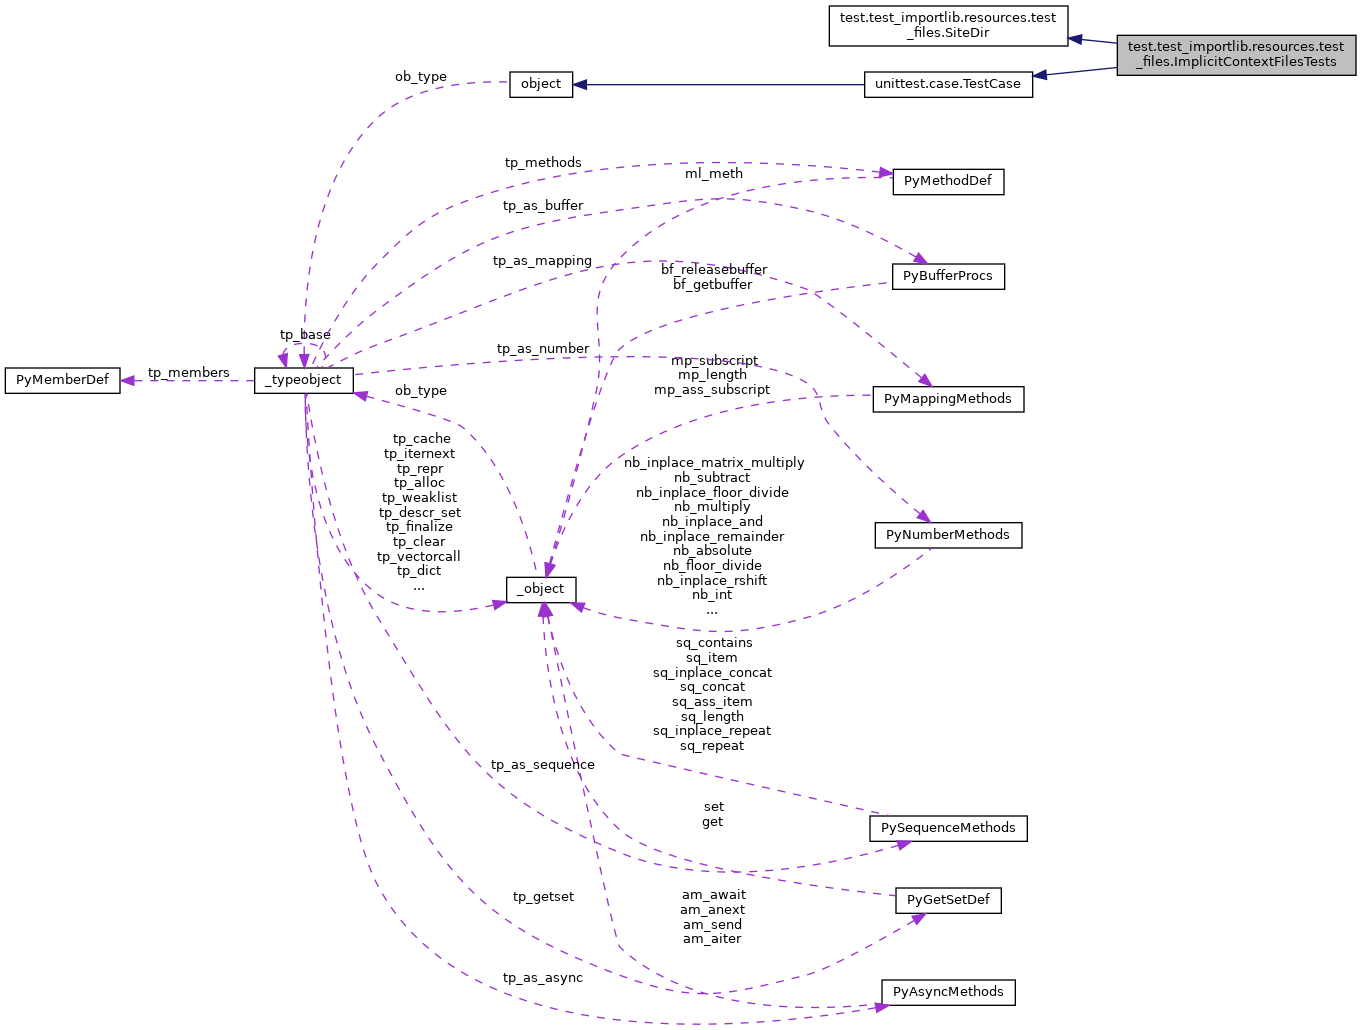 test.test_importlib.resources.test
_files.SiteDir
test.test_importlib.resources.test
_files.ImplicitContextFilesTests
ob_type
object
unittest.case.TestCase
tp_methods
ml_meth
PyMethodDef
tp_as_buffer
tp_as_mapping
bf_releasebuffer
bf_getbuffer
PyBufferProcs
tp_base
tp_as_number
mp_subscript
mp_length
mp_ass_subscript
PyMemberDef
tp_members
_typeobject
ob_type
PyMappingMethods
tp_cache
tp_iternext
tp_repr
tp_alloc
tp_weaklist
tp_descr_set
tp_finalize
tp_clear
tp_vectorcall
tp_dict
...
nb_inplace_matrix_multiply
nb_subtract
nb_inplace_floor_divide
nb_multiply
nb_inplace_and
nb_inplace_remainder
nb_absolute
nb_floor_divide
nb_inplace_rshift
nb_int
...
PyNumberMethods
_object
sq_contains
sq_item
sq_inplace_concat
sq_concat
sq_ass_item
sq_length
sq_inplace_repeat
sq_repeat
tp_as_sequence
set
get
PySequenceMethods
tp_getset
am_await
am_anext
am_send
am_aiter
PyGetSetDef
tp_as_async
PyAsyncMethods